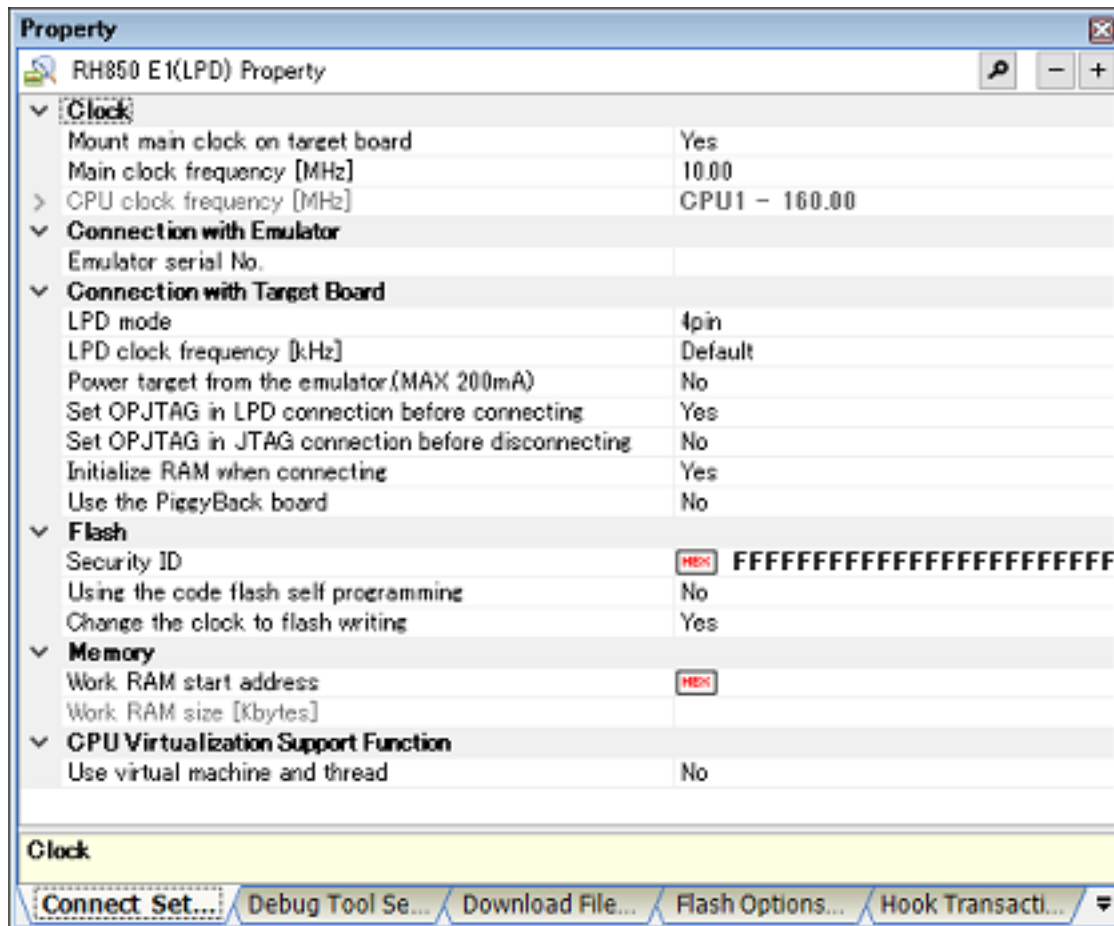 Property
RH850 E1(LPD) Property
Clock
Mount main clock on target board Yes
Main clock frequency [MHz] 10.00
CPU clock frequency [MHz] CPU1 - 160.00
Connection with Emulator
Emulator serial No.
Connection with Target Board
LPD mode 4pin
LPD clock frequency [kHz] Default
Power target from the emulator.(MAX 200mA) No
Set OPJTAG in LPD connection before connecting Yes
Set OPJTAG in JTAG connection before disconnecting No
Initialize RAM when connecting Yes
Use the PiggyBack board No
Flash
Security ID HEX FFFFFFFFFFFFFFFFFFFFFFFF
Using the code flash self programming No
Change the clock to flash writing Yes
Memory
Work RAM start address HEX
Work RAM size [Kbytes]
CPU Virtualization Support Function
Use virtual machine and thread No
Clock
Connect Set... Debug Tool Se... Download File... Flash Options... Hook Transacti...